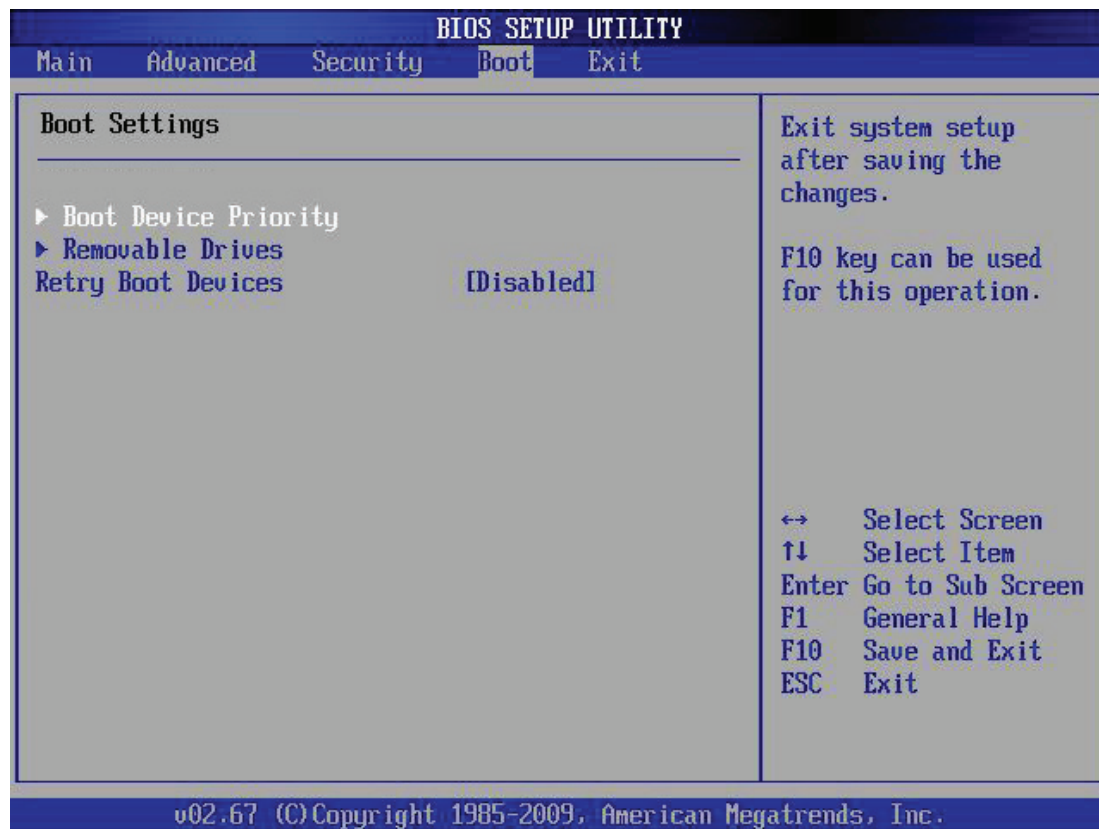 BIOS SETUP UTILITY
Main Advanced Security Boot Exit
Boot Settings
▶ Boot Device Priority
▶ Removable Drives
Retry Boot Devices [Disabled]
Exit system setup
after saving the
changes.
F10 key can be used
for this operation.
←→ Select Screen
↑↓ Select Item
Enter Go to Sub Screen
F1 General Help
F10 Save and Exit
ESC Exit
v02.67 (C)Copyright 1985-2009, American Megatrends, Inc.